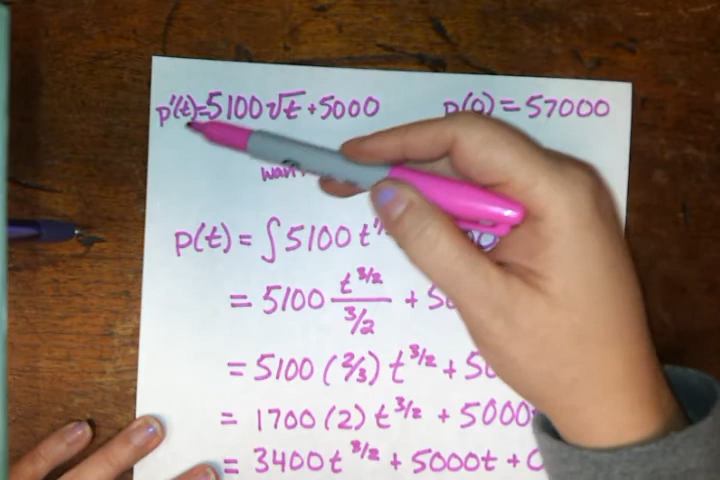 p'(t)=5100√t+5000 p(0)=57000
p(t)=∫5100t
=5100 t^3/2 / 3/2 + 5
=5100(2/3)t^3/2+50
=1700(2)t^3/2+5000
=3400t^3/2+5000t+C